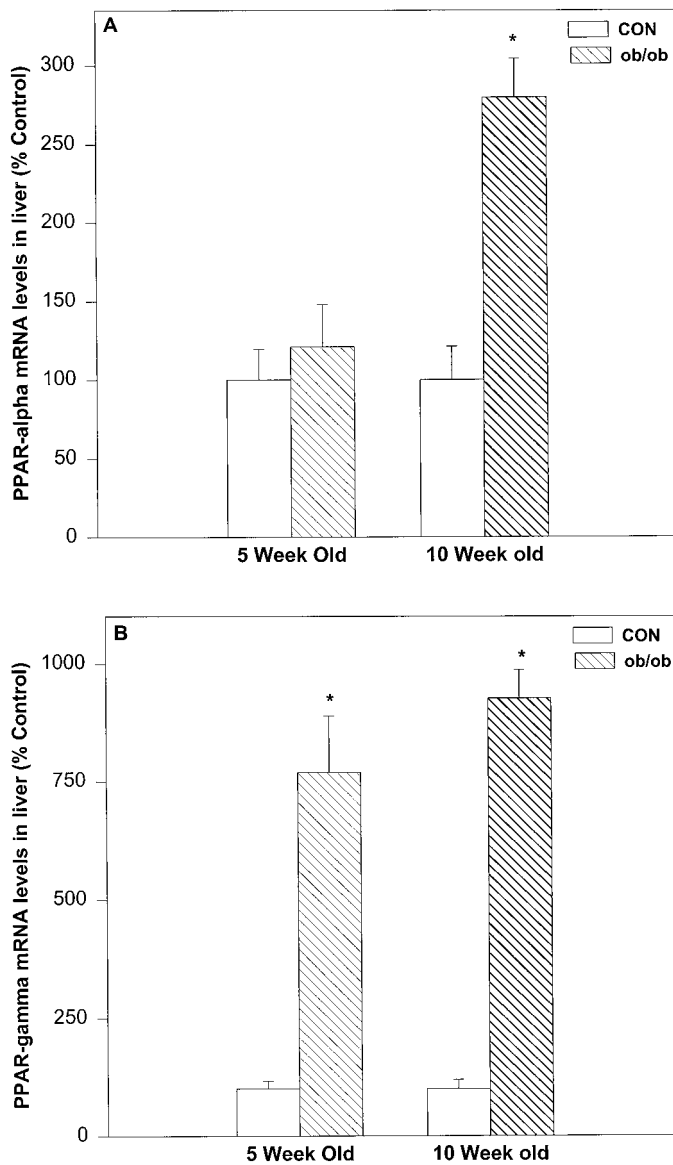 A
CON
ob/ob
*
PPAR-alpha mRNA levels in liver (% Control)
300
250
200
150
100
50
0
5 Week Old
10 Week old
B
CON
ob/ob
*
*
PPAR-gamma mRNA levels in liver (% Control)
1000
750
500
250
0
5 Week Old
10 Week old